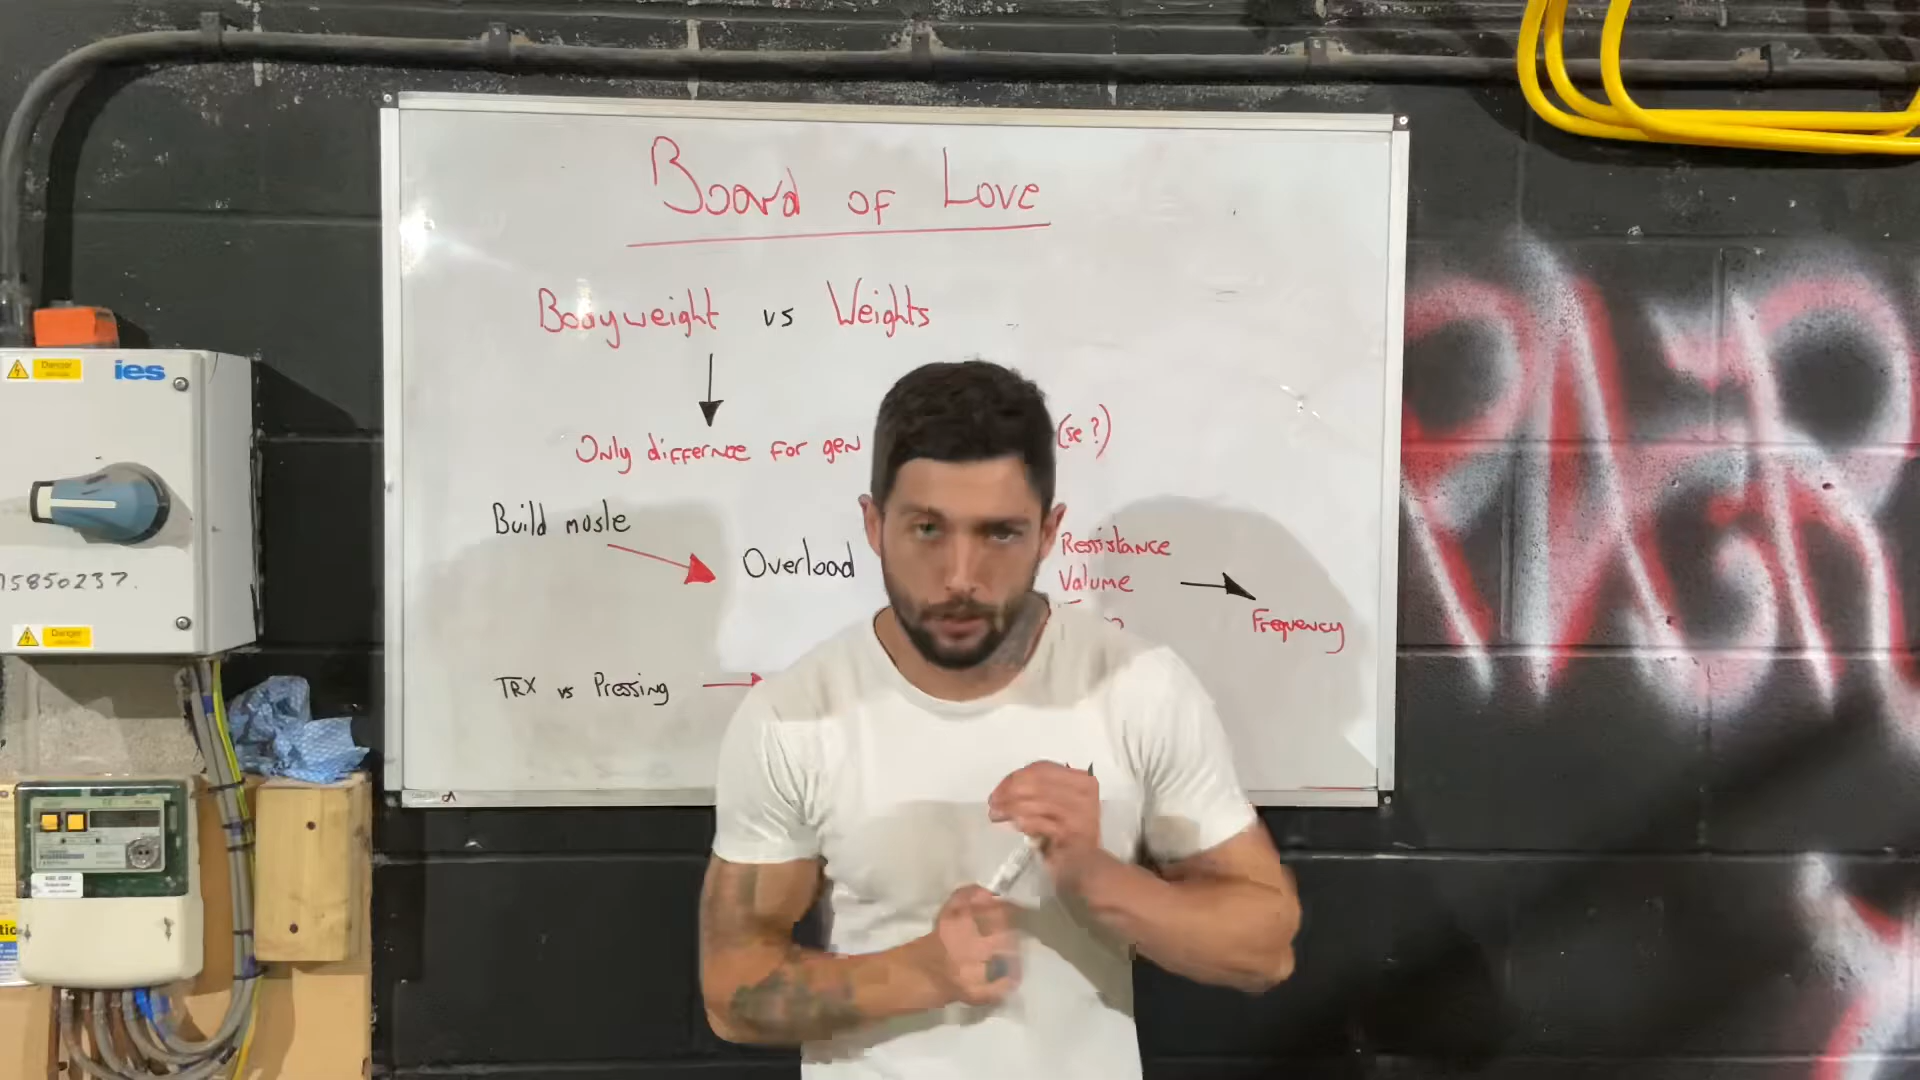 Board of Love
Bodyweight vs Weights
Only differnce for gen
(se?)
Build mosle
Overload
Ressistance
Valume
Frequency
TRX vs Pressing
Danger
ies
15850237.
Danger